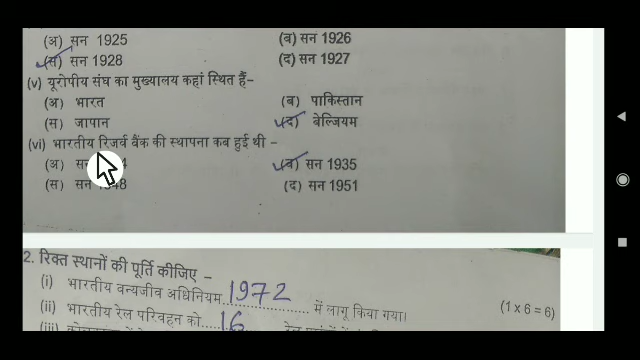 (अ) सन 1925 (ब) सन 1926
(स) सन 1928 (द) सन 1927
(v) यूरोपीय संघ का मुख्यालय कहां स्थित हैं-
(अ) भारत (ब) पाकिस्तान
(स) जापान (द) बेल्जियम
(vi) भारतीय रिजर्व बैंक की स्थापना कब हुई थी -
(अ) (ब) सन 1935
(स) सन (द) सन 1951
2. रिक्त स्थानों की पूर्ति कीजिए - (1 x 6 = 6)
(i) भारतीय वन्यजीव अधिनियम 1972 में लागू किया गया।
(ii) भारतीय रेल परिवहन को 16
(iii)